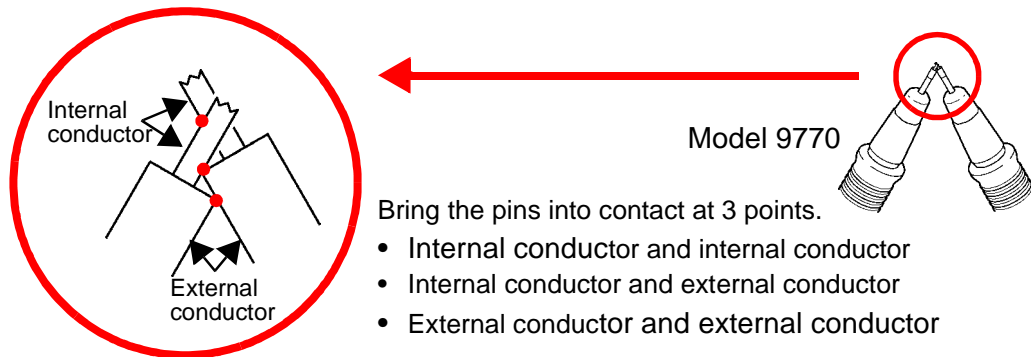 Internal
conductor
External
conductor
Model 9770
Bring the pins into contact at 3 points.
• Internal conductor and internal conductor
• Internal conductor and external conductor
• External conductor and external conductor